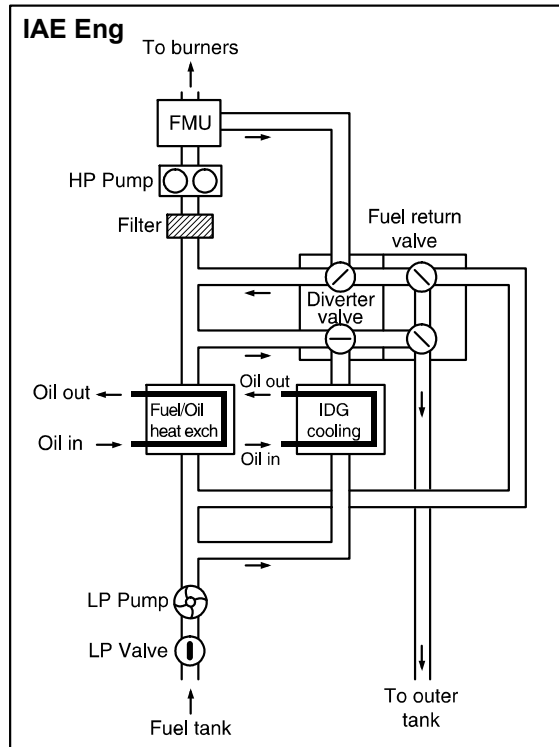 IAE Eng
To burners
FMU
HP Pump
Filter
Fuel return
valve
Diverter
valve
Oil out
Oil in
Fuel/Oil
heat exch
Oil out
Oil in
IDG
cooling
LP Pump
LP Valve
Fuel tank
To outer
tank